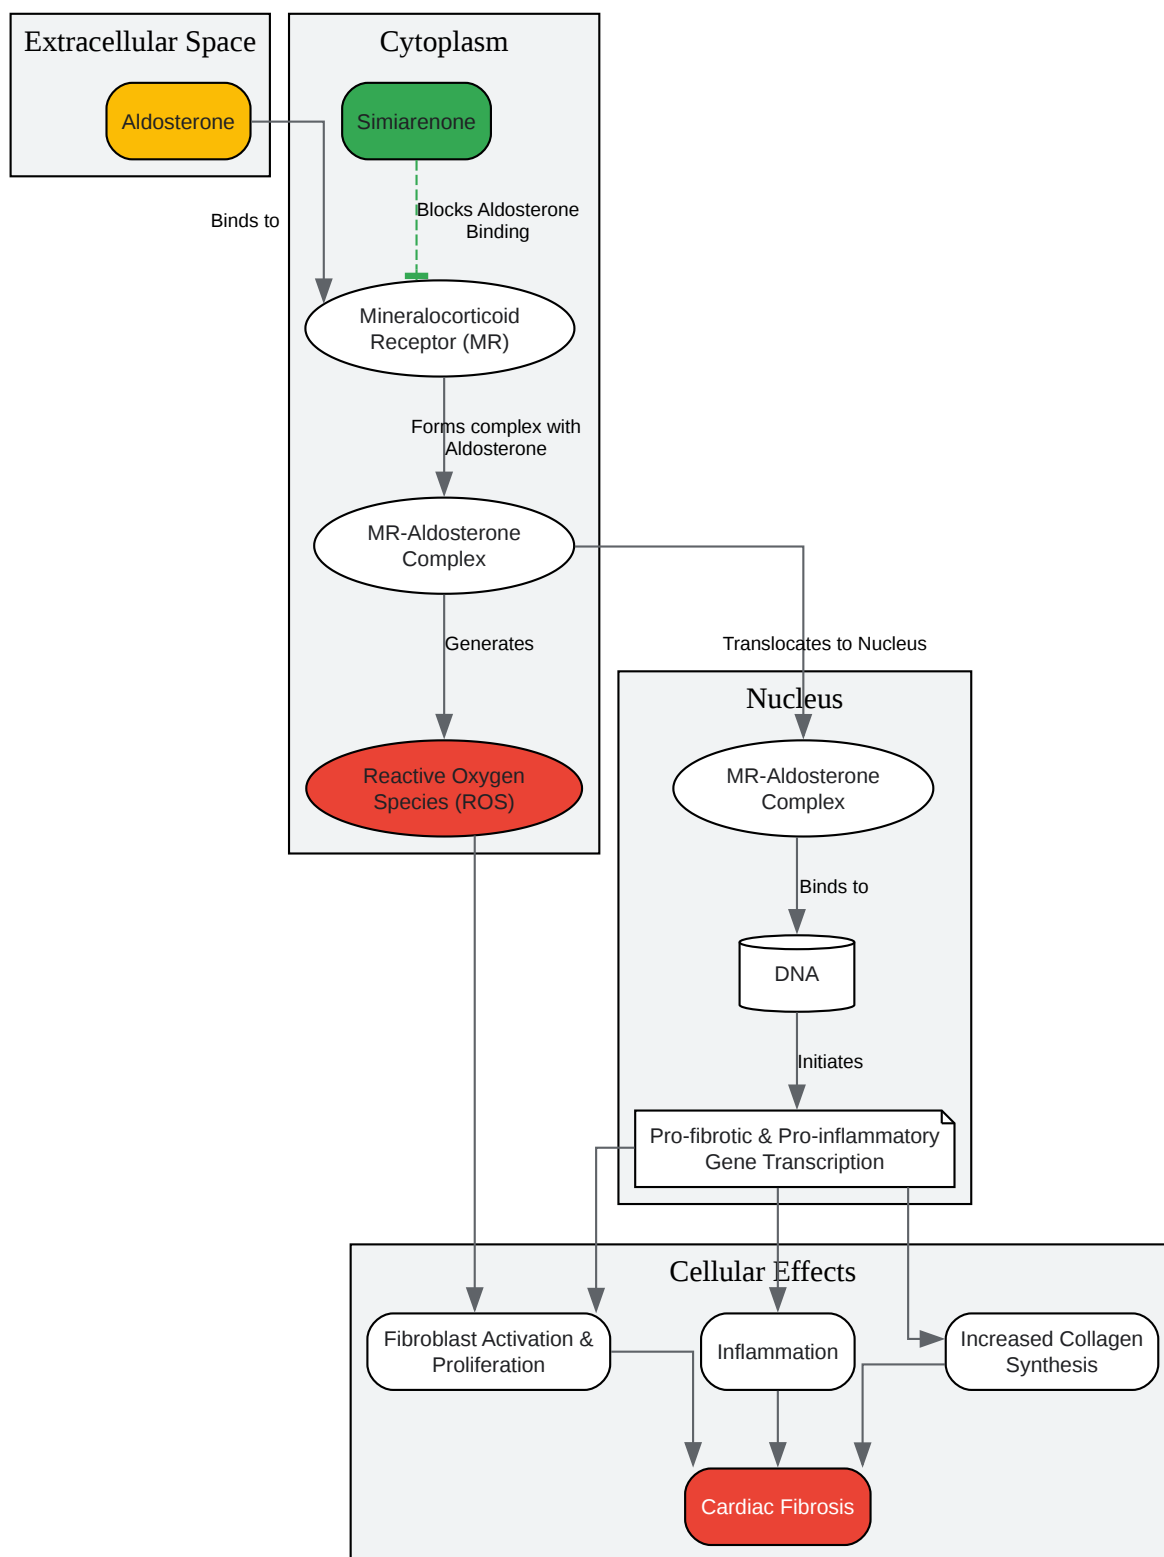 Extracellular Space
Cytoplasm
Aldosterone
Simiarenone
Binds to
Blocks Aldosterone
Binding
Mineralocorticoid
Receptor (MR)
Forms complex with
Aldosterone
MR-Aldosterone
Complex
Generates
Translocates to Nucleus
Nucleus
Reactive Oxygen
Species (ROS)
MR-Aldosterone
Complex
Binds to
DNA
Initiates
Pro-fibrotic & Pro-inflammatory
Gene Transcription
Cellular Effects
Fibroblast Activation &
Proliferation
Inflammation
Increased Collagen
Synthesis
Cardiac Fibrosis